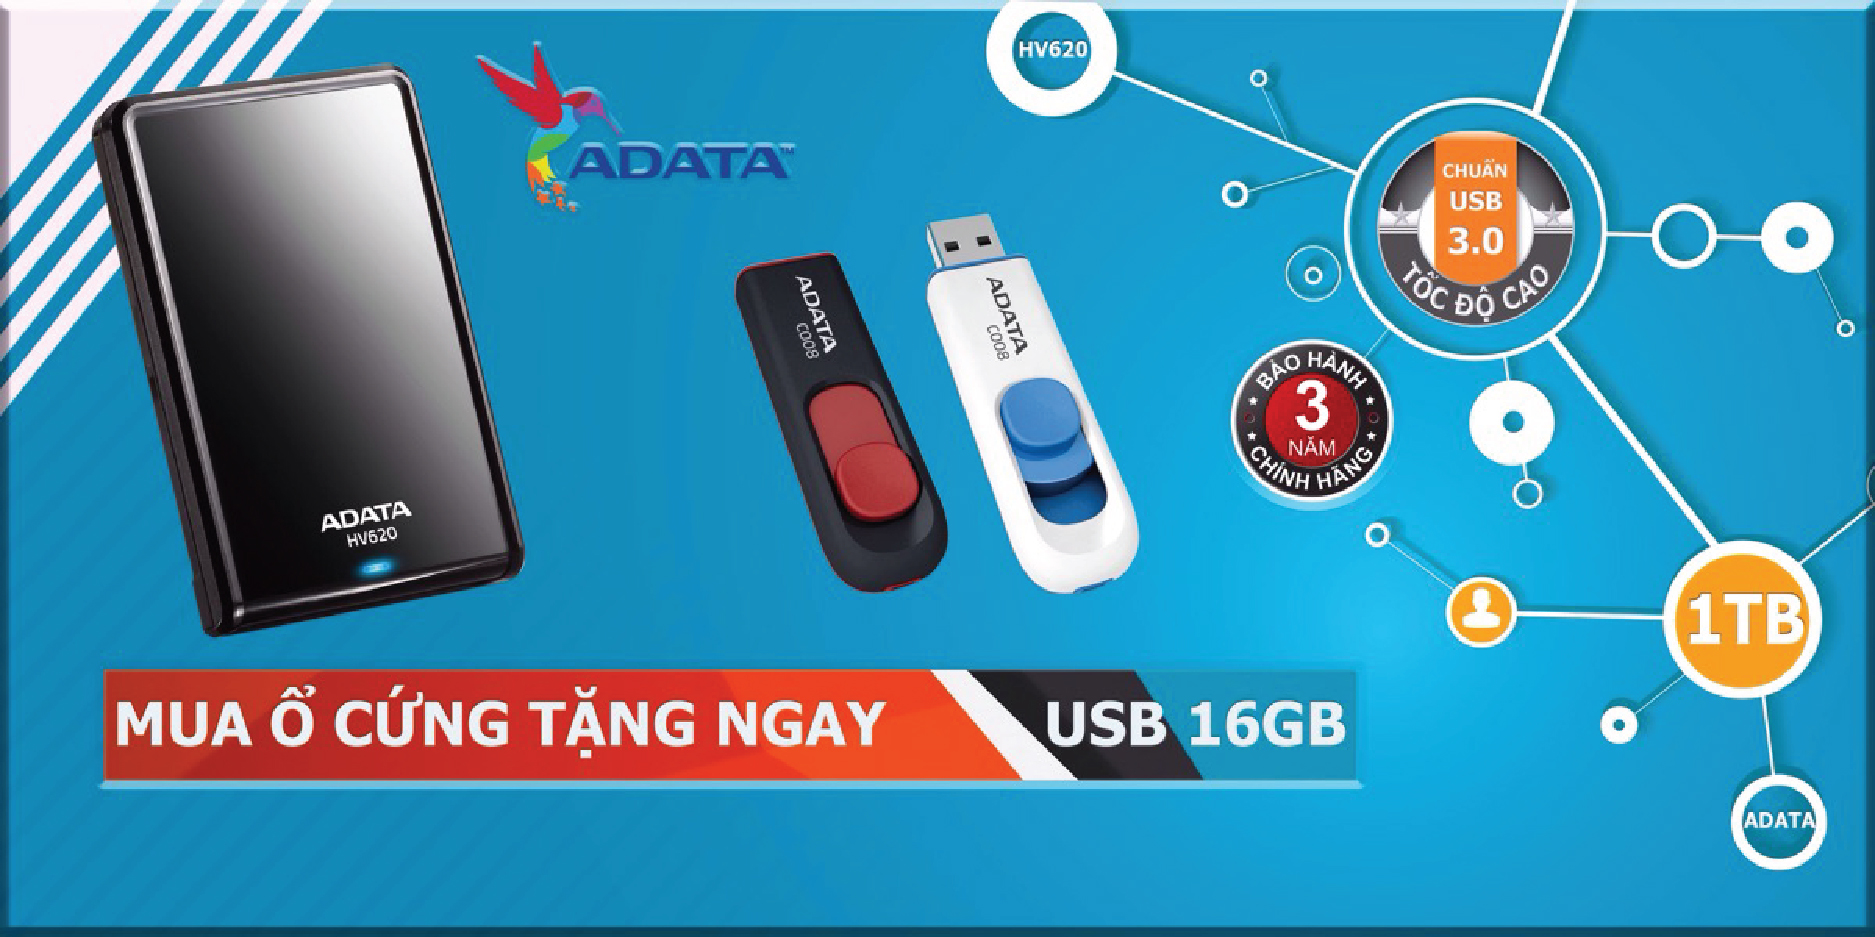 HV620
ADATA™
CHUẨN
USB
3.0
TỐC ĐỘ CAO
ADATA
C008
ADATA
C008
BẢO HÀNH
3
NĂM
CHÍNH HÃNG
ADATA
HV620
1TB
MUA Ổ CỨNG TẶNG NGAY USB 16GB
ADATA